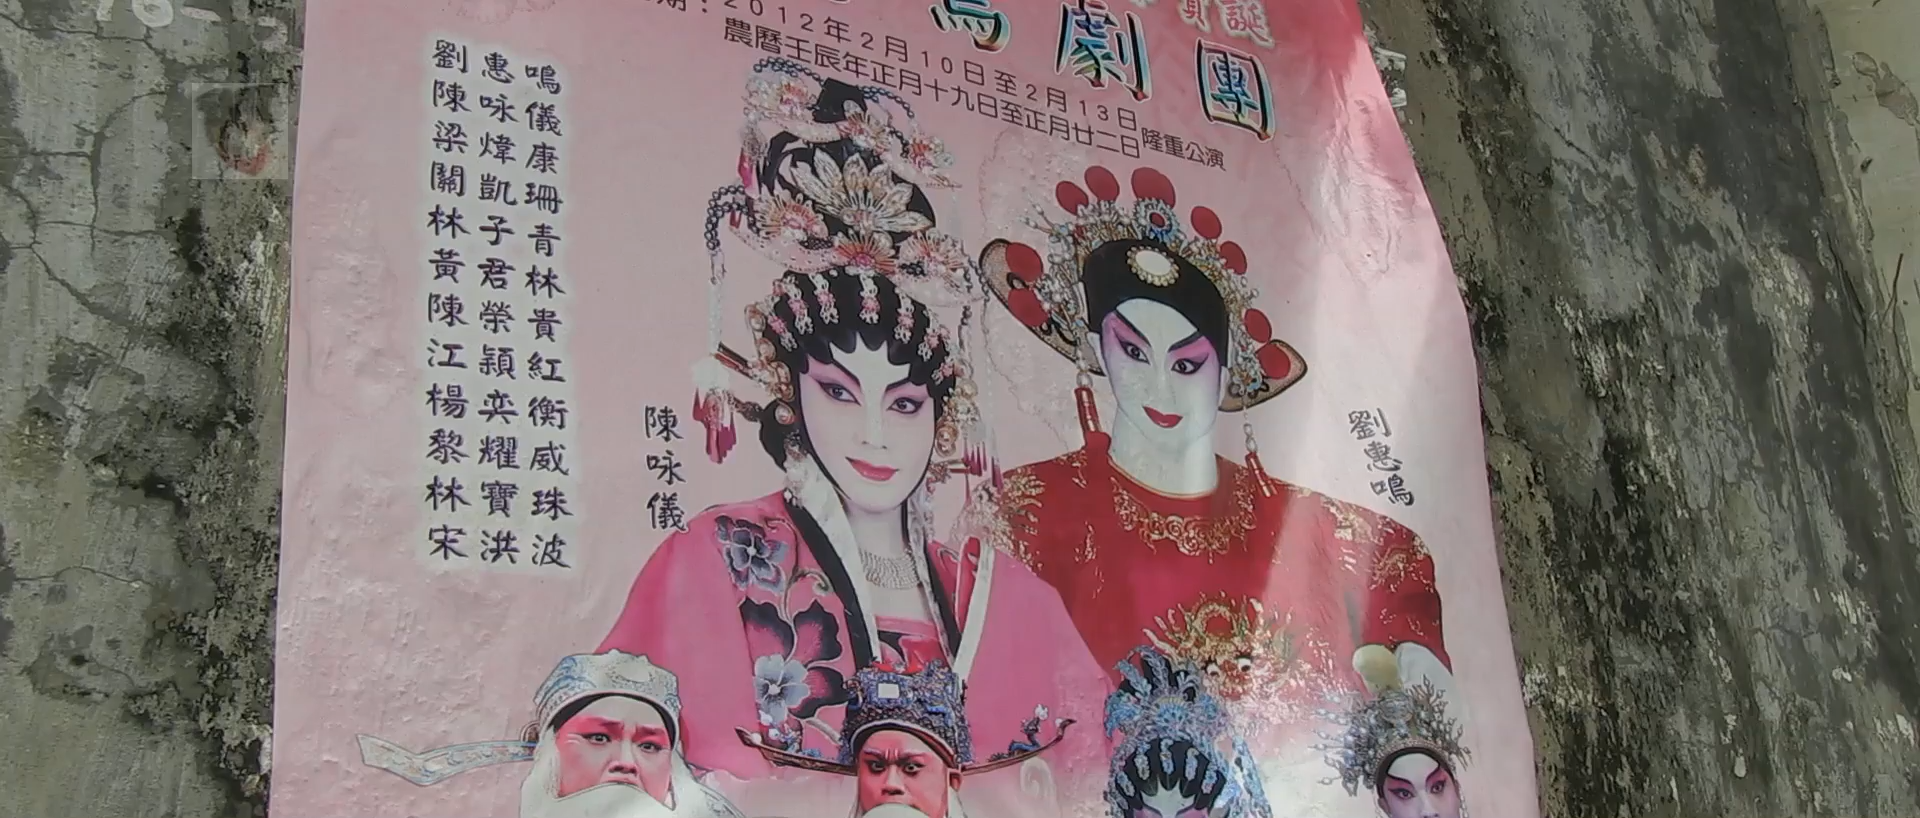 寶誕
鳴劇團
期：2012年2月10日至2月13日
農曆壬辰年正月十九日至正月廿二日
隆重公演
劉惠鳴
陳咏儀
梁煒康
關凱珊
林子青
黃君林
陳榮貴
江穎紅
楊奕衡
黎耀威
林寶珠
宋洪波
陳咏儀
劉惠鳴